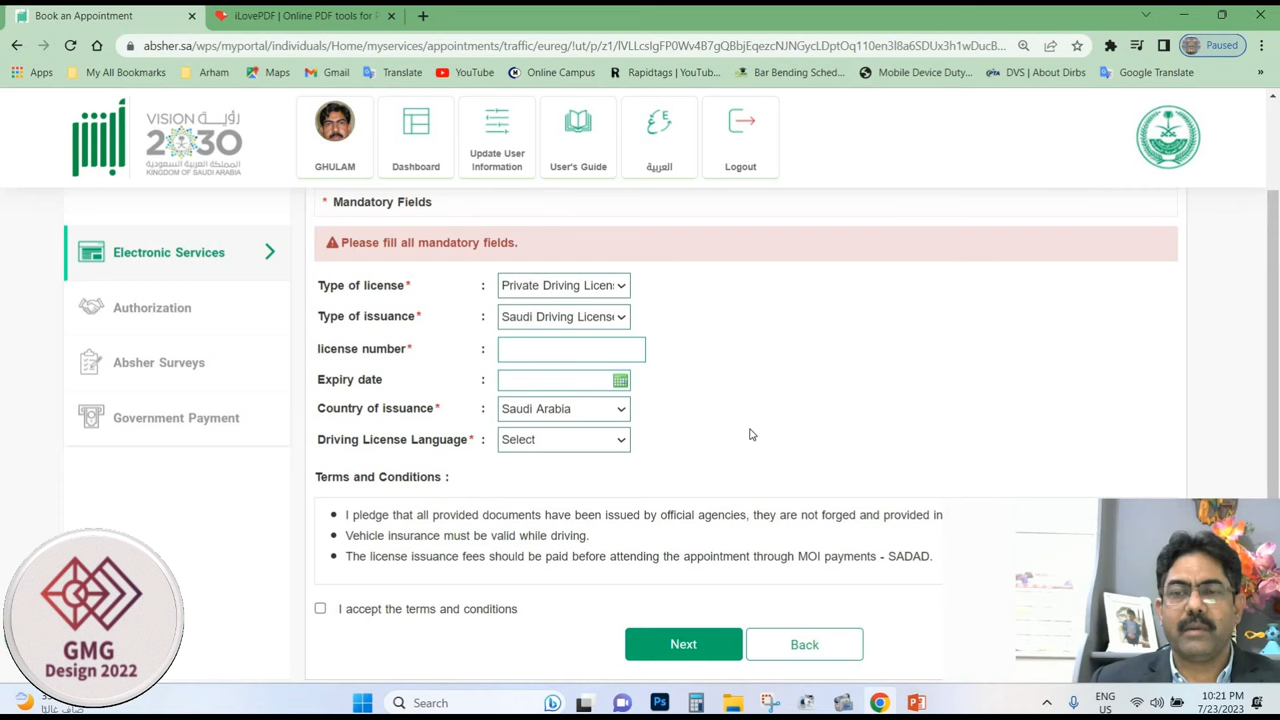 Book an Appointment
iLovePDF | Online PDF tools for P
absher.sa/wps/myportal/individuals/Home/myservices/appointments/traffic/eureg/!ut/p/z1/
Paused
Apps
My All Bookmarks
Arham
Maps
Gmail
Translate
YouTube
Online Campus
Rapidtags | YouTub...
Bar Bending Sched...
Mobile Device Duty...
DVS | About Dirbs
Google Translate
»
أبشر
VISION رؤية
2030
المملكة العربية السعودية
KINGDOM OF SAUDI ARABIA
GHULAM
Dashboard
Update User
Information
User's Guide
ع E
العربية
Logout
* Mandatory Fields
Electronic Services
Authorization
Absher Surveys
Government Payment
Please fill all mandatory fields.
Type of license* : Private Driving Licen
Type of issuance* : Saudi Driving License
license number* :
Expiry date :
Country of issuance* : Saudi Arabia
Driving License Language* : Select
Terms and Conditions :
I pledge that all provided documents have been issued by official agencies, they are not forged and provided in
Vehicle insurance must be valid while driving.
The license issuance fees should be paid before attending the appointment through MOI payments - SADAD.
I accept the terms and conditions
Next
Back
GMG
Design 2022
صاف غالبًا
Search
Ps
ENG
US
10:21 PM
7/23/2023